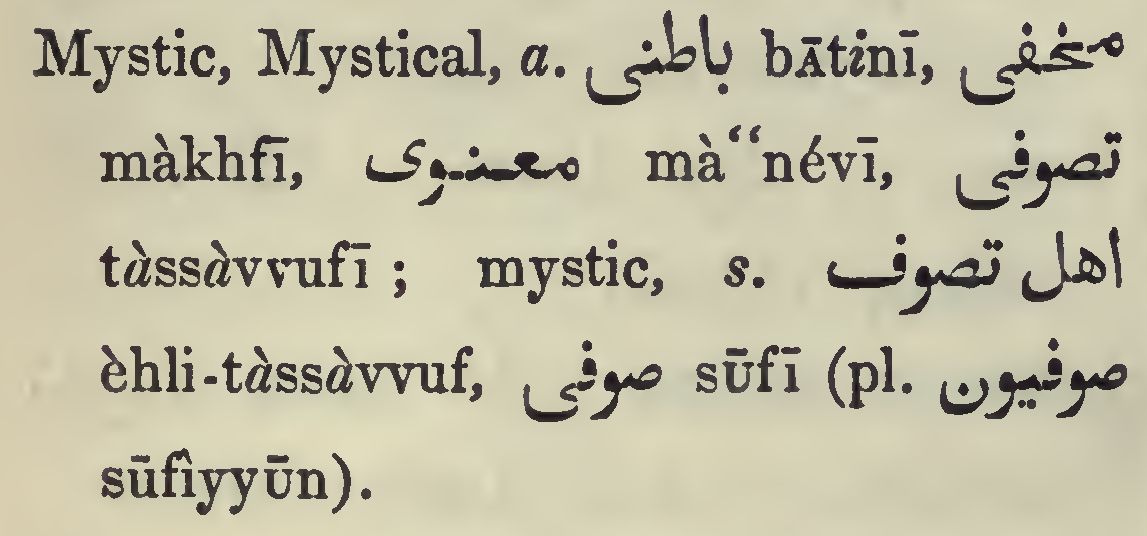 Mystic, Mystical, a. باطنی bātinī, مخفی
màkhfī, معنوی mà“névī, تصوفی
tàssàvvufī ; mystic, s. اهل تصوف
èhli-tàssàvvuf, صوفی sūfī (pl. صوفیون
sūfîyyūn).